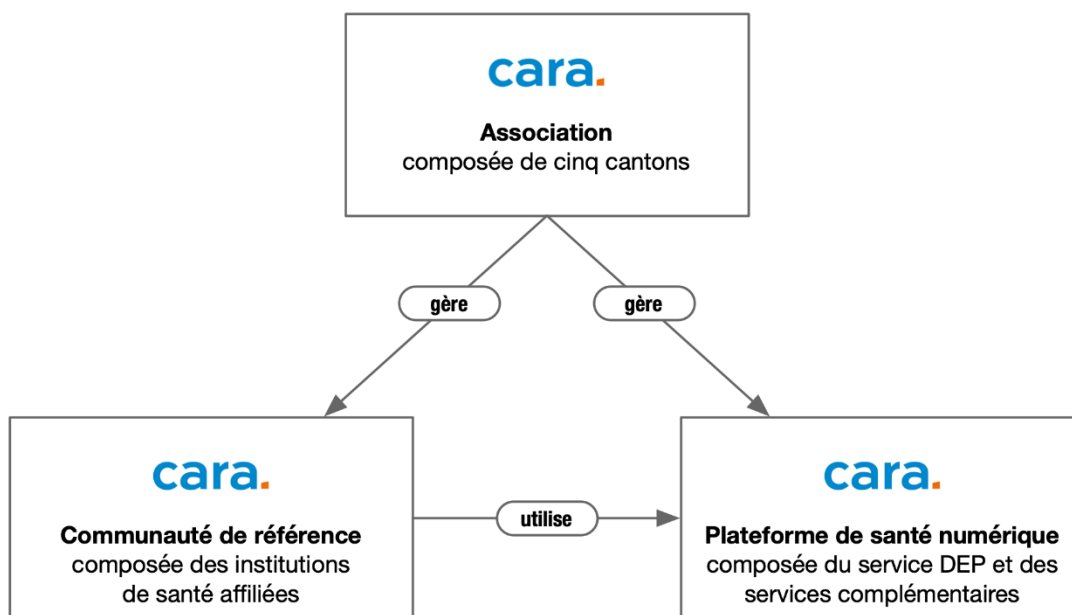 cara.
Association
composée de cinq cantons
gère
gère
cara.
Communauté de référence
composée des institutions
de santé affiliées
utilise
cara.
Plateforme de santé numérique
composée du service DEP et des
services complémentaires